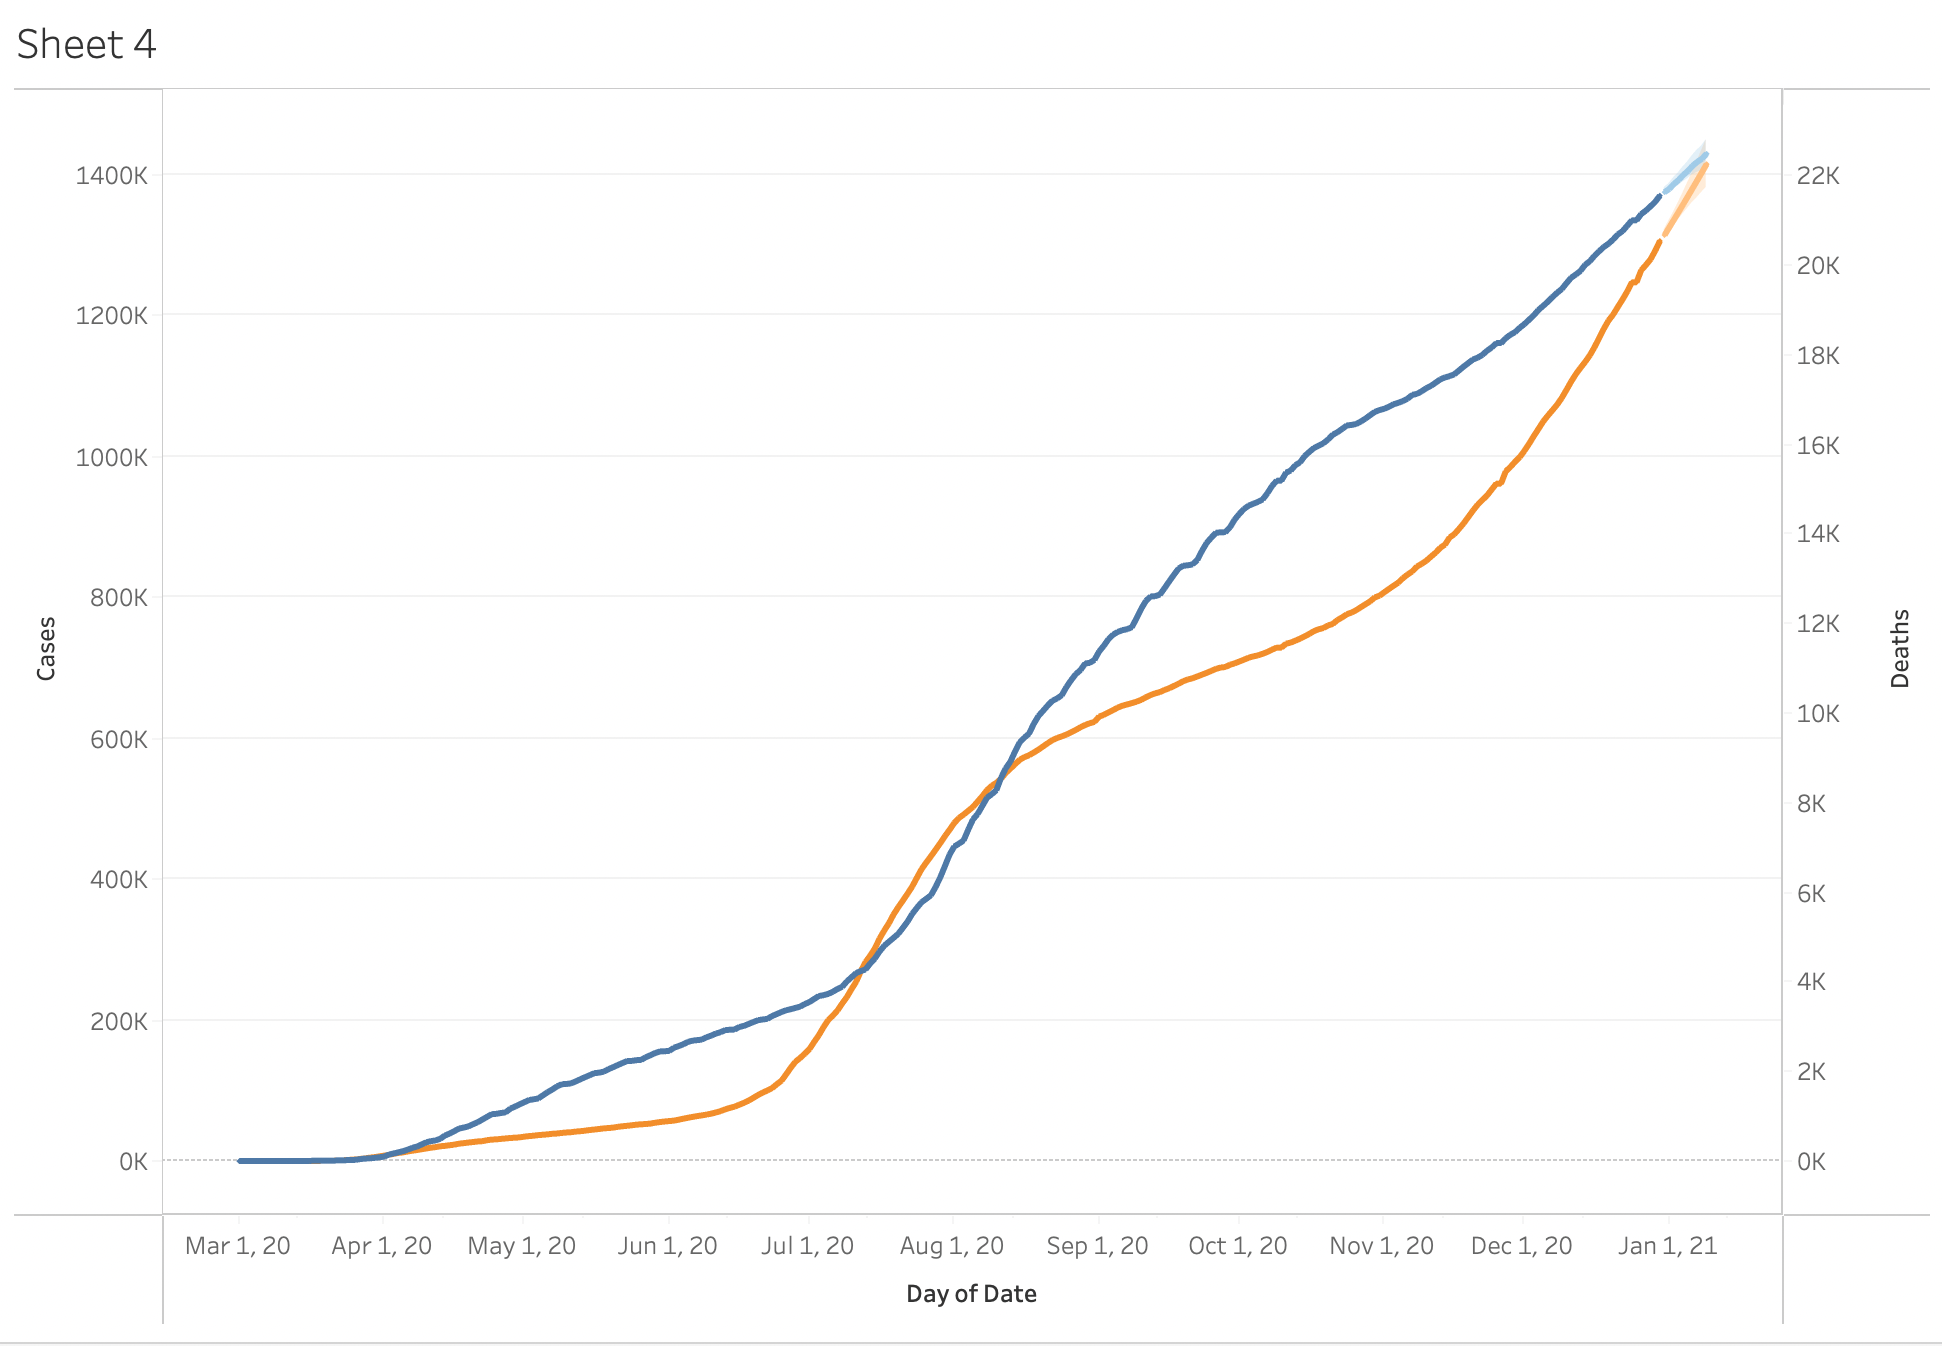 Sheet 4
1400K
1200K
1000K
800K
600K
400K
200K
0K
Cases
22K
20K
18K
16K
14K
12K
10K
8K
6K
4K
2K
0K
Deaths
Mar 1, 20 Apr 1, 20 May 1, 20 Jun 1, 20 Jul 1, 20 Aug 1, 20 Sep 1, 20 Oct 1, 20 Nov 1, 20 Dec 1, 20 Jan 1, 21
Day of Date